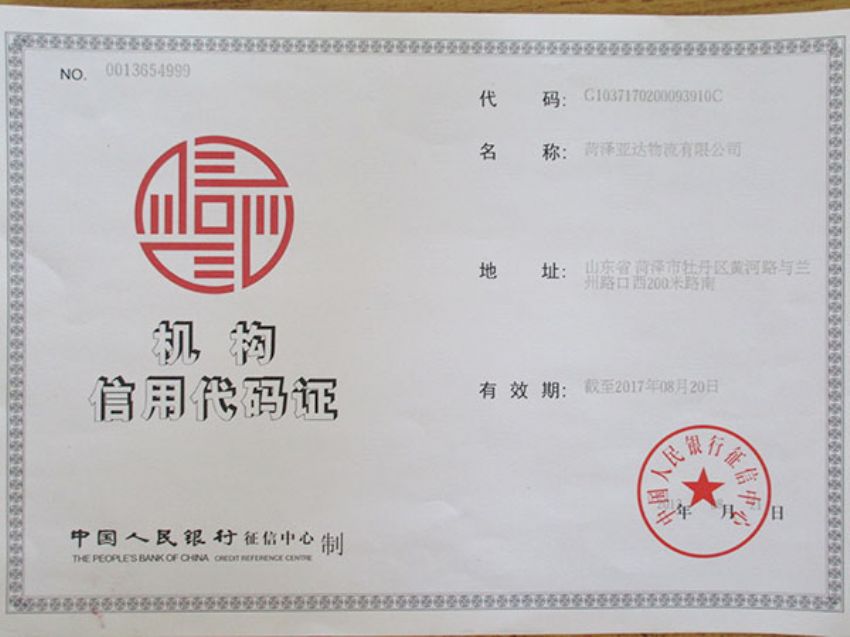 NO. 0013654999
机构
信用代码证
中国人民银行征信中心 制
THE PEOPLE'S BANK OF CHINA CREDIT REFERENCE CENTRE
代 码: G1037170200093910C
名 称: 菏泽亚达物流有限公司
地 址: 山东省 菏泽市牡丹区黄河路与兰
州路口西200米路南
有 效 期: 截至2017年08月20日
中国人民银行征信中心
年 月 日